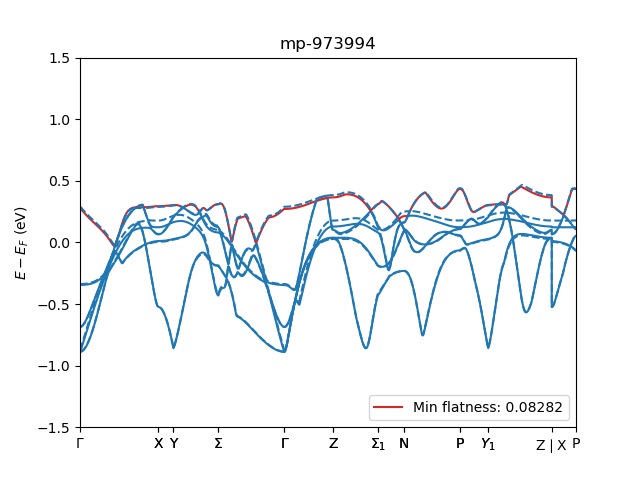 mp-973994
1.5
1.0
0.5
0.0
−0.5
−1.0
−1.5
E − E_F (eV)
Min flatness: 0.08282
Γ X Y Σ Γ Z Σ₁ N P Y₁ Z | X P